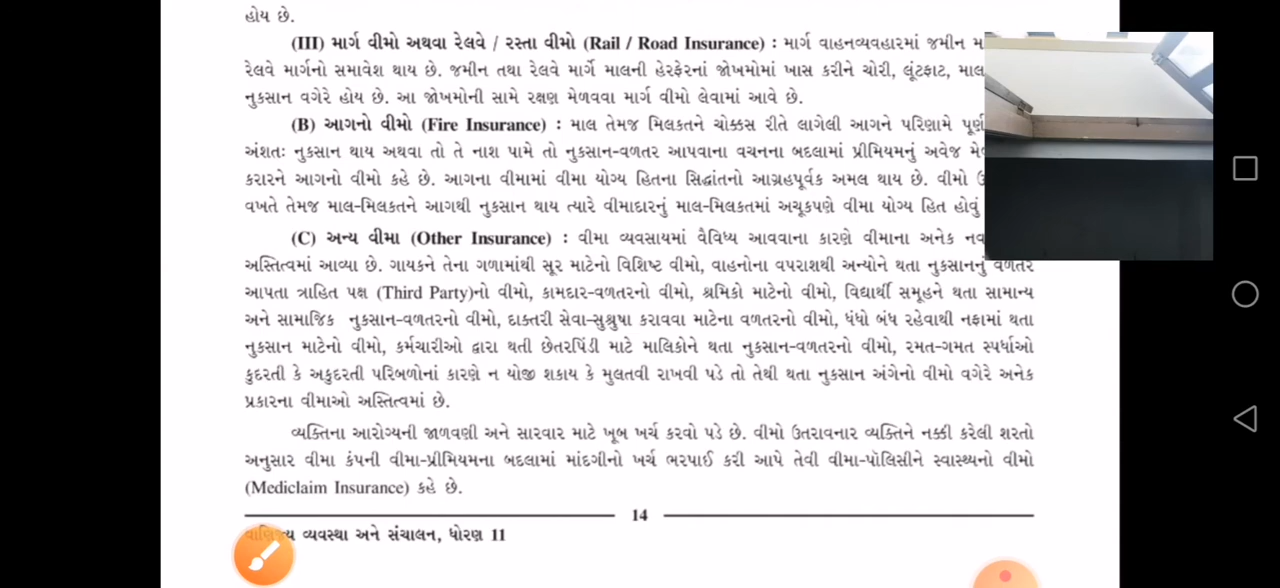 હોય છે.
(III) માર્ગ વીમો અથવા રેલવે / રસ્તા વીમો (Rail / Road Insurance) : માર્ગ વાહનવ્યવહારમાં જમીન
રેલવે માર્ગનો સમાવેશ થાય છે. જમીન તથા રેલવે માર્ગે માલની હેરફેરનાં જોખમોમાં ખાસ કરીને ચોરી, લૂંટફાટ, માલ
નુકસાન વગેરે હોય છે. આ જોખમોની સામે રક્ષણ મેળવવા માર્ગ વીમો લેવામાં આવે છે.
(B) આગનો વીમો (Fire Insurance) : માલ તેમજ મિલકતને ચોક્કસ રીતે લાગેલી આગને પરિણામે
અંશતઃ નુકસાન થાય અથવા તો તે નાશ પામે તો નુકસાન-વળતર આપવાના વચનના બદલામાં પ્રીમિયમનું અવેજ
કરારને આગનો વીમો કહે છે. આગના વીમામાં વીમા યોગ્ય હિતના સિદ્ધાંતનો આગ્રહપૂર્વક અમલ થાય છે. વીમો
વખતે તેમજ માલ-મિલકતને આગથી નુકસાન થાય ત્યારે વીમાદારનું માલ-મિલકતમાં અચૂકપણે વીમા યોગ્ય હિત હોવું
(C) અન્ય વીમા (Other Insurance) : વીમા વ્યવસાયમાં વૈવિધ્ય આવવાના કારણે વીમાના અનેક
અસ્તિત્વમાં આવ્યા છે. ગાયકને તેના ગળામાંથી સૂર માટેનો વિશિષ્ટ વીમો, વાહનોના વપરાશથી અન્યોને થતા નુકસાનનું વળતર
આપતા ત્રાહિત પક્ષ (Third Party)નો વીમો, કામદાર-વળતરનો વીમો, શ્રમિકો માટેનો વીમો, વિદ્યાર્થી સમૂહને થતા સામાન્ય
અને સામાજિક નુકસાન-વળતરનો વીમો, દાક્તરી સેવા-સુશ્રુષા કરાવવા માટેના વળતરનો વીમો, ધંધો બંધ રહેવાથી નફામાં થતા
નુકસાન માટેનો વીમો, કર્મચારીઓ દ્વારા થતી છેતરપિંડી માટે માલિકોને થતા નુકસાન-વળતરનો વીમો, રમત-ગમત સ્પર્ધાઓ
કુદરતી કે અકુદરતી પરિબળોનાં કારણે ન યોજી શકાય કે મુલતવી રાખવી પડે તો તેથી થતા નુકસાન અંગેનો વીમો વગેરે અનેક
પ્રકારના વીમાઓ અસ્તિત્વમાં છે.
વ્યક્તિના આરોગ્યની જાળવણી અને સારવાર માટે ખૂબ ખર્ચ કરવો પડે છે. વીમો ઉતરાવનાર વ્યક્તિને નક્કી કરેલી શરતો
અનુસાર વીમા કંપની વીમા-પ્રીમિયમના બદલામાં માંદગીનો ખર્ચ ભરપાઈ કરી આપે તેવી વીમા-પૉલિસીને સ્વાસ્થ્યનો વીમો
(Mediclaim Insurance) કહે છે.
14
વાણિજ્ય વ્યવસ્થા અને સંચાલન, ધોરણ 11